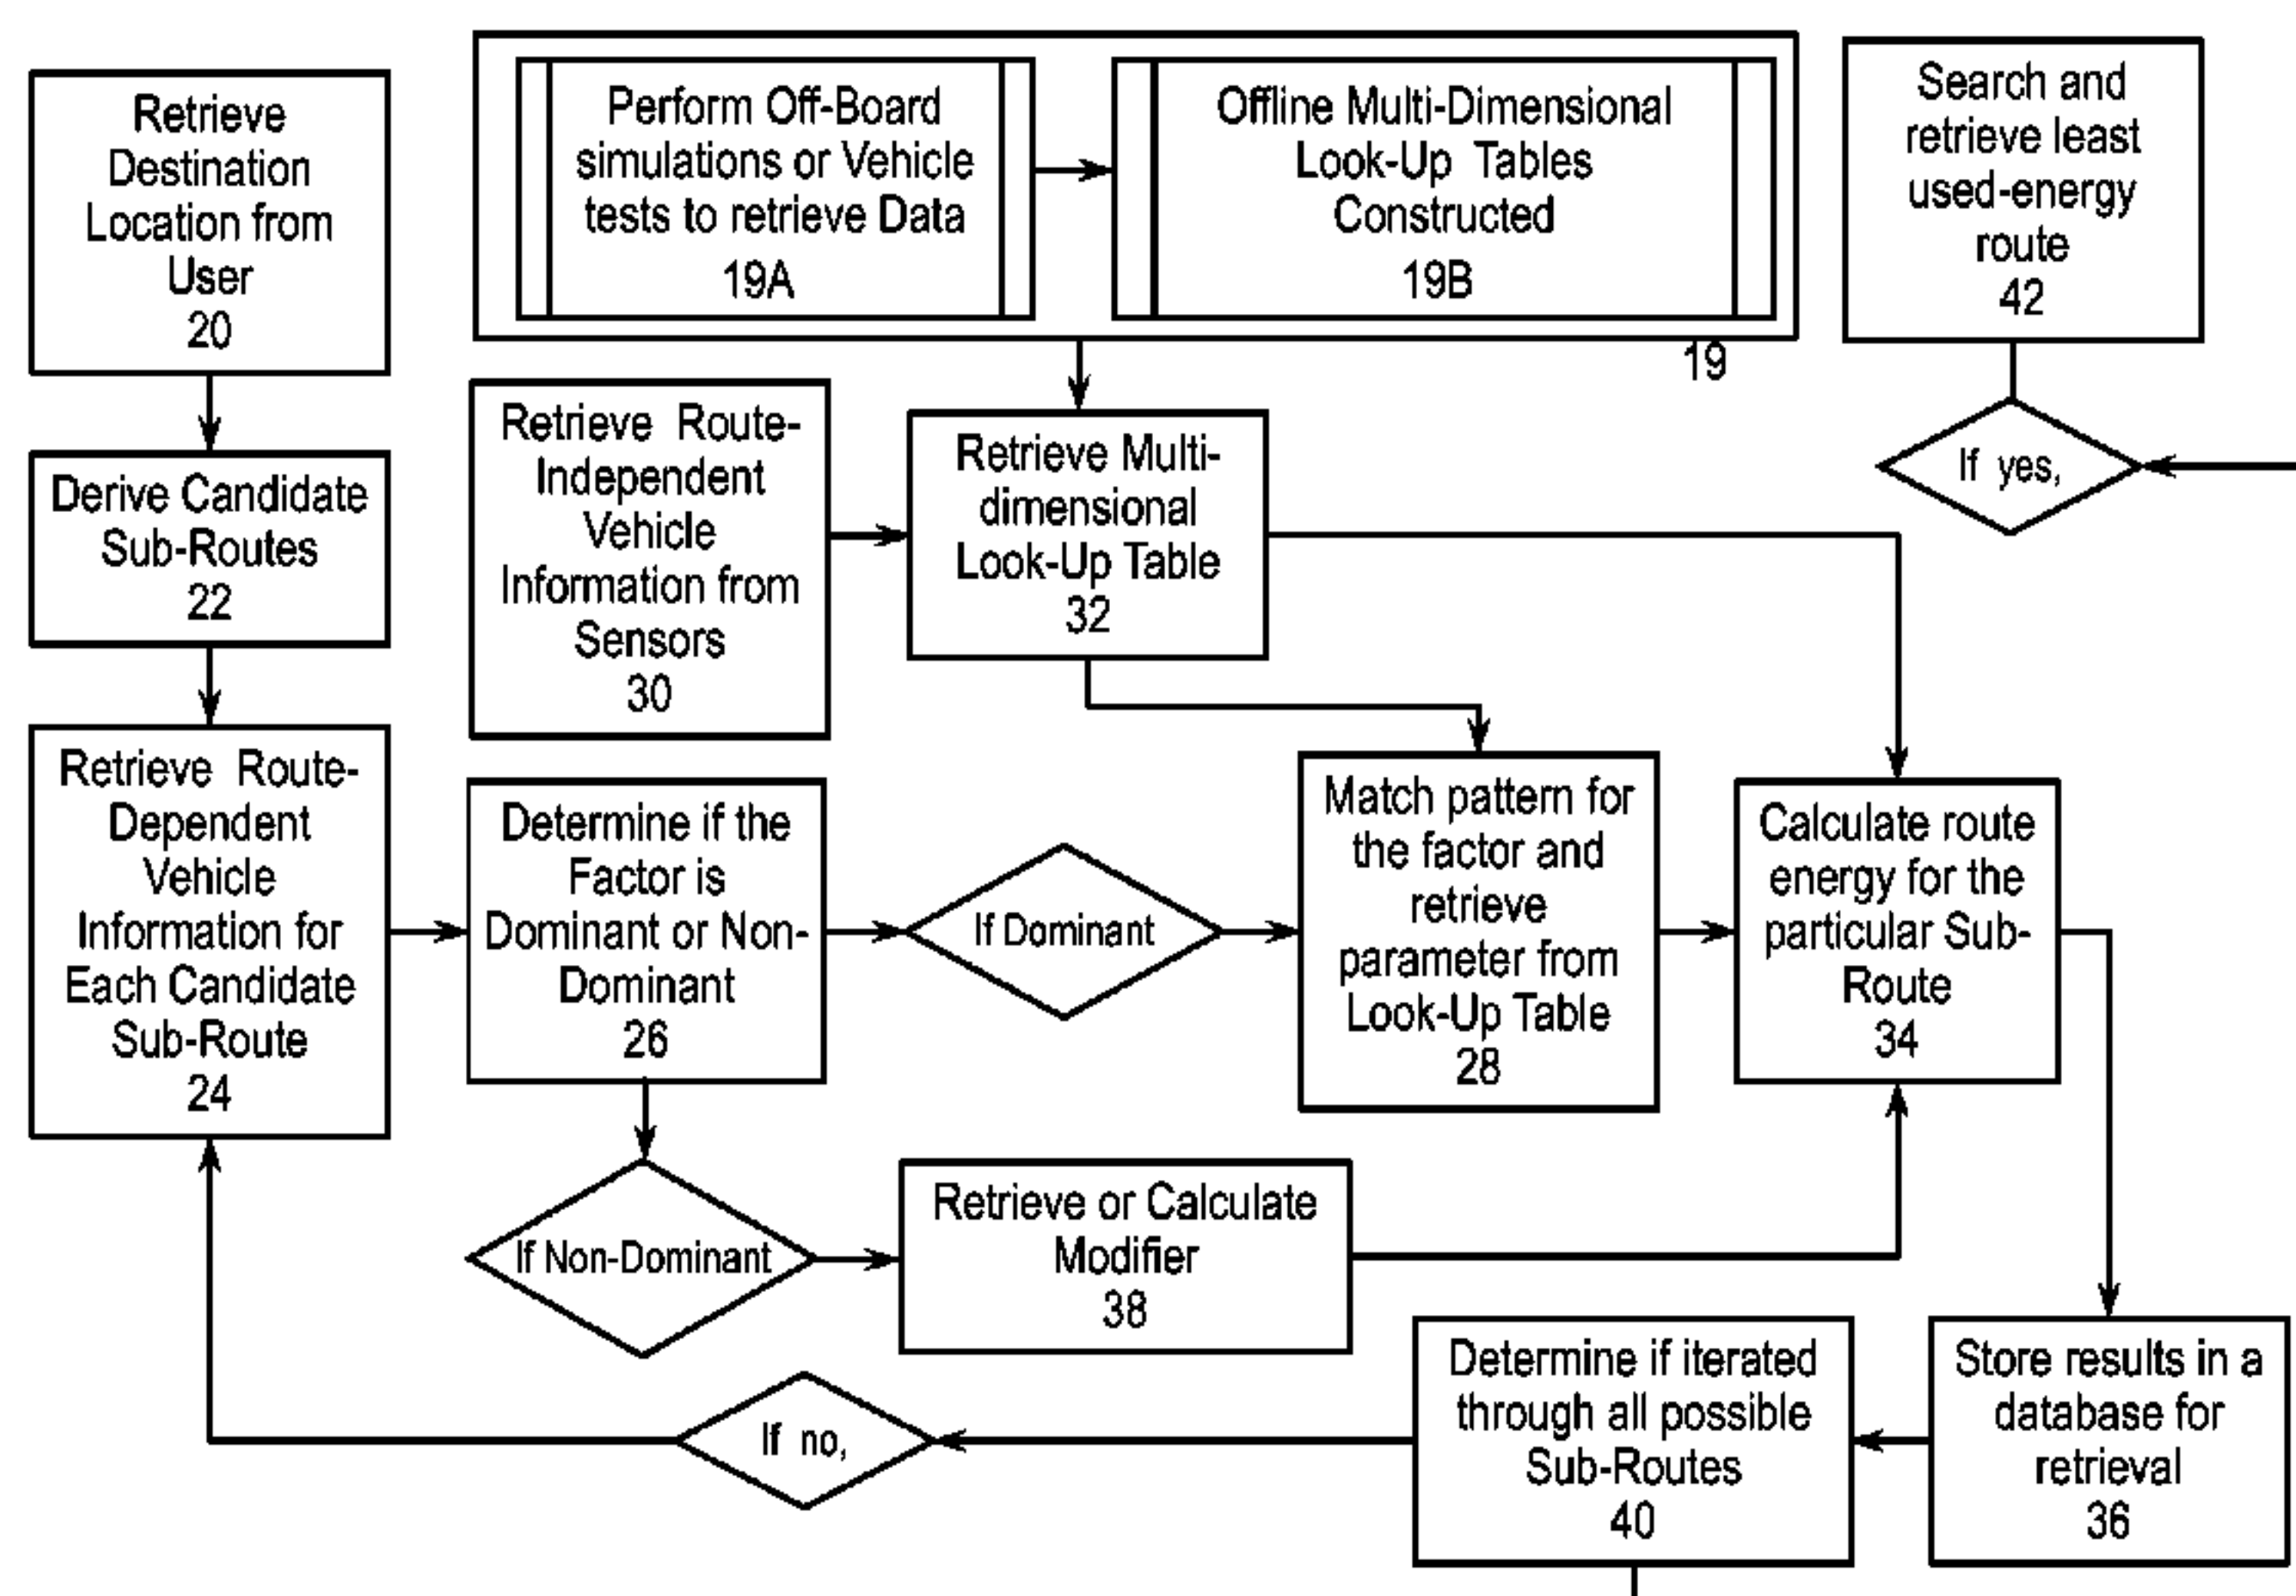 Retrieve
Destination
Location from
User
20
Perform Off-Board
simulations or Vehicle
tests to retrieve Data
19A
Offline Multi-Dimensional
Look-Up Tables
Constructed
19B
19
Search and
retrieve least
used-energy
route
42
If yes,
Derive Candidate
Sub-Routes
22
Retrieve Route-
Independent
Vehicle
Information from
Sensors
30
Retrieve Multi-
dimensional
Look-Up Table
32
Retrieve Route-
Dependent
Vehicle
Information for
Each Candidate
Sub-Route
24
Determine if the
Factor is
Dominant or Non-
Dominant
26
If Dominant
Match pattern for
the factor and
retrieve
parameter from
Look-Up Table
28
Calculate route
energy for the
particular Sub-
Route
34
If Non-Dominant
Retrieve or Calculate
Modifier
38
If no,
Determine if iterated
through all possible
Sub-Routes
40
Store results in a
database for
retrieval
36